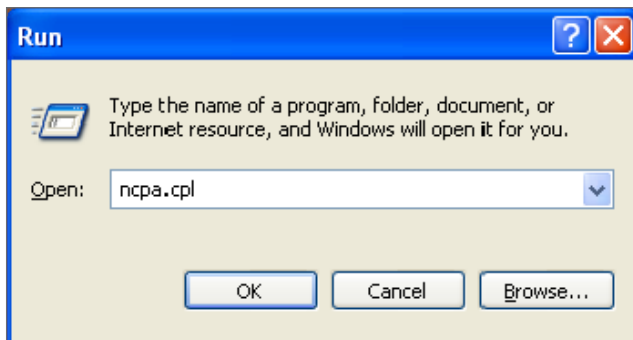 Run
Type the name of a program, folder, document, or
Internet resource, and Windows will open it for you.
Open: ncpa.cpl
OK Cancel Browse...